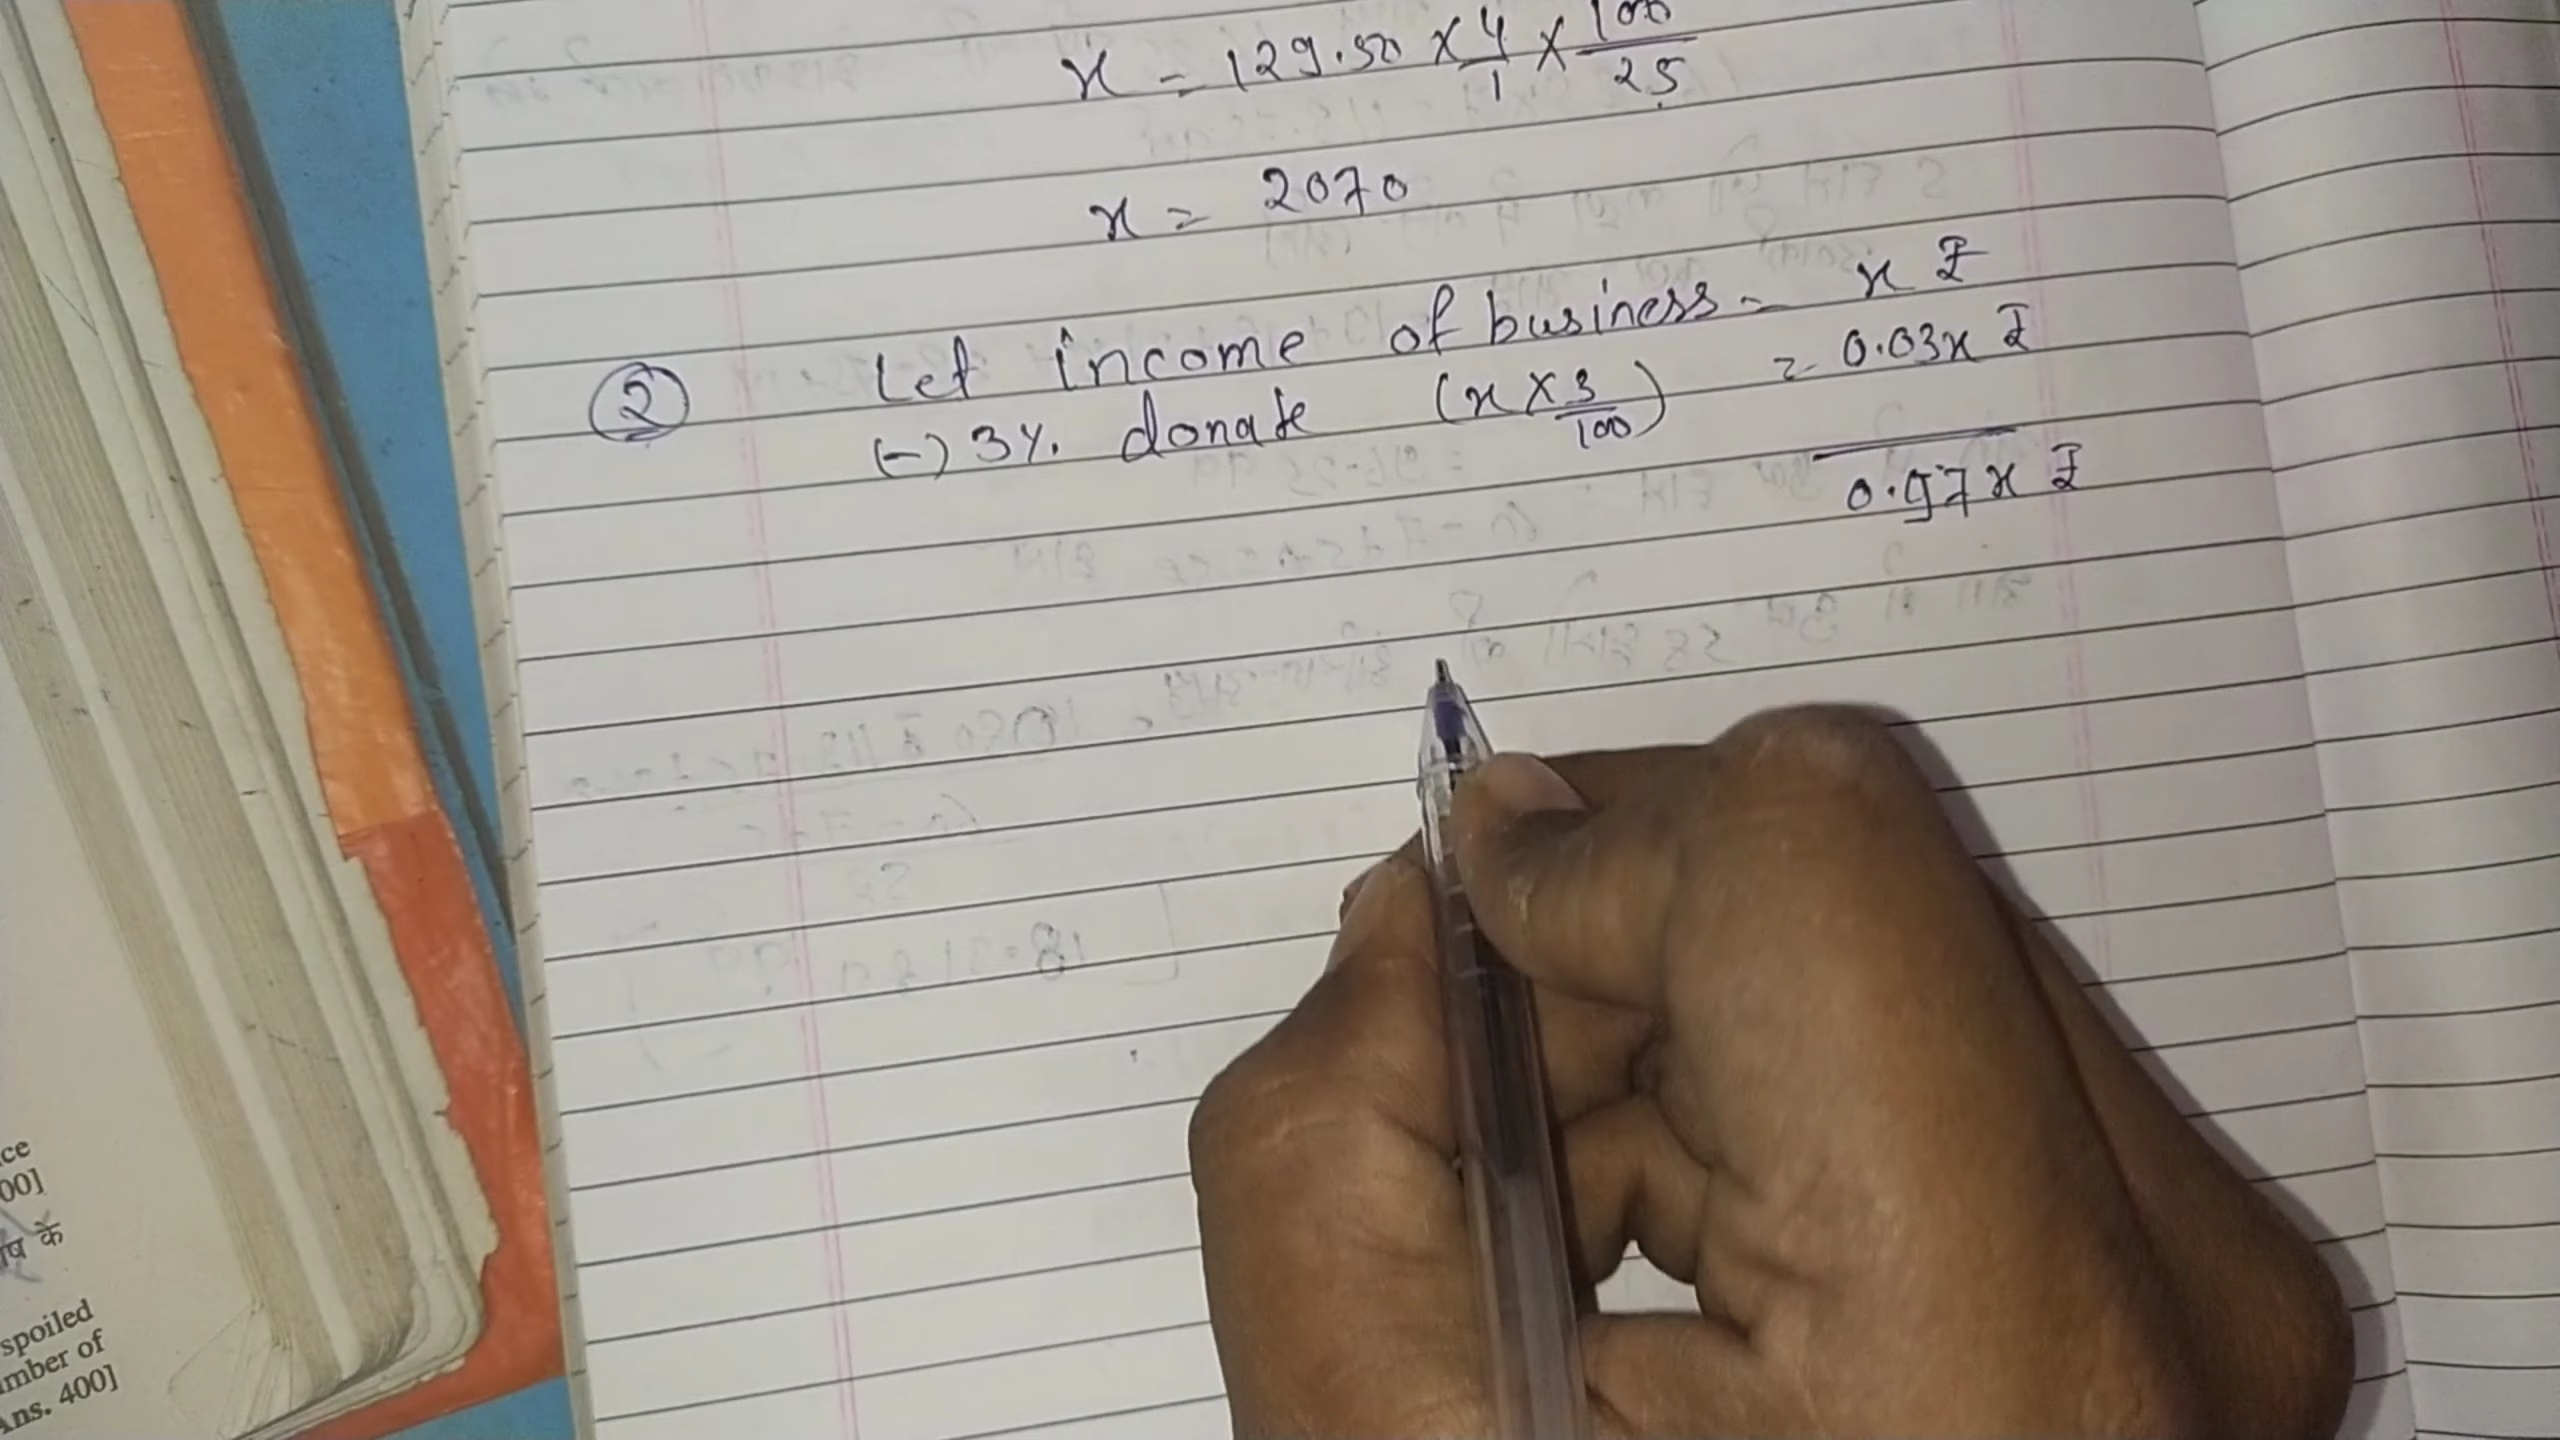 x = 129.50 × 4/1 × 100/25
x = 2070
② Let income of business = x ₹
(-) 3%. donate (x × 3/100) = 0.03x ₹
0.97x ₹
ce
00]
के
spoiled
mber of
Ans. 400]